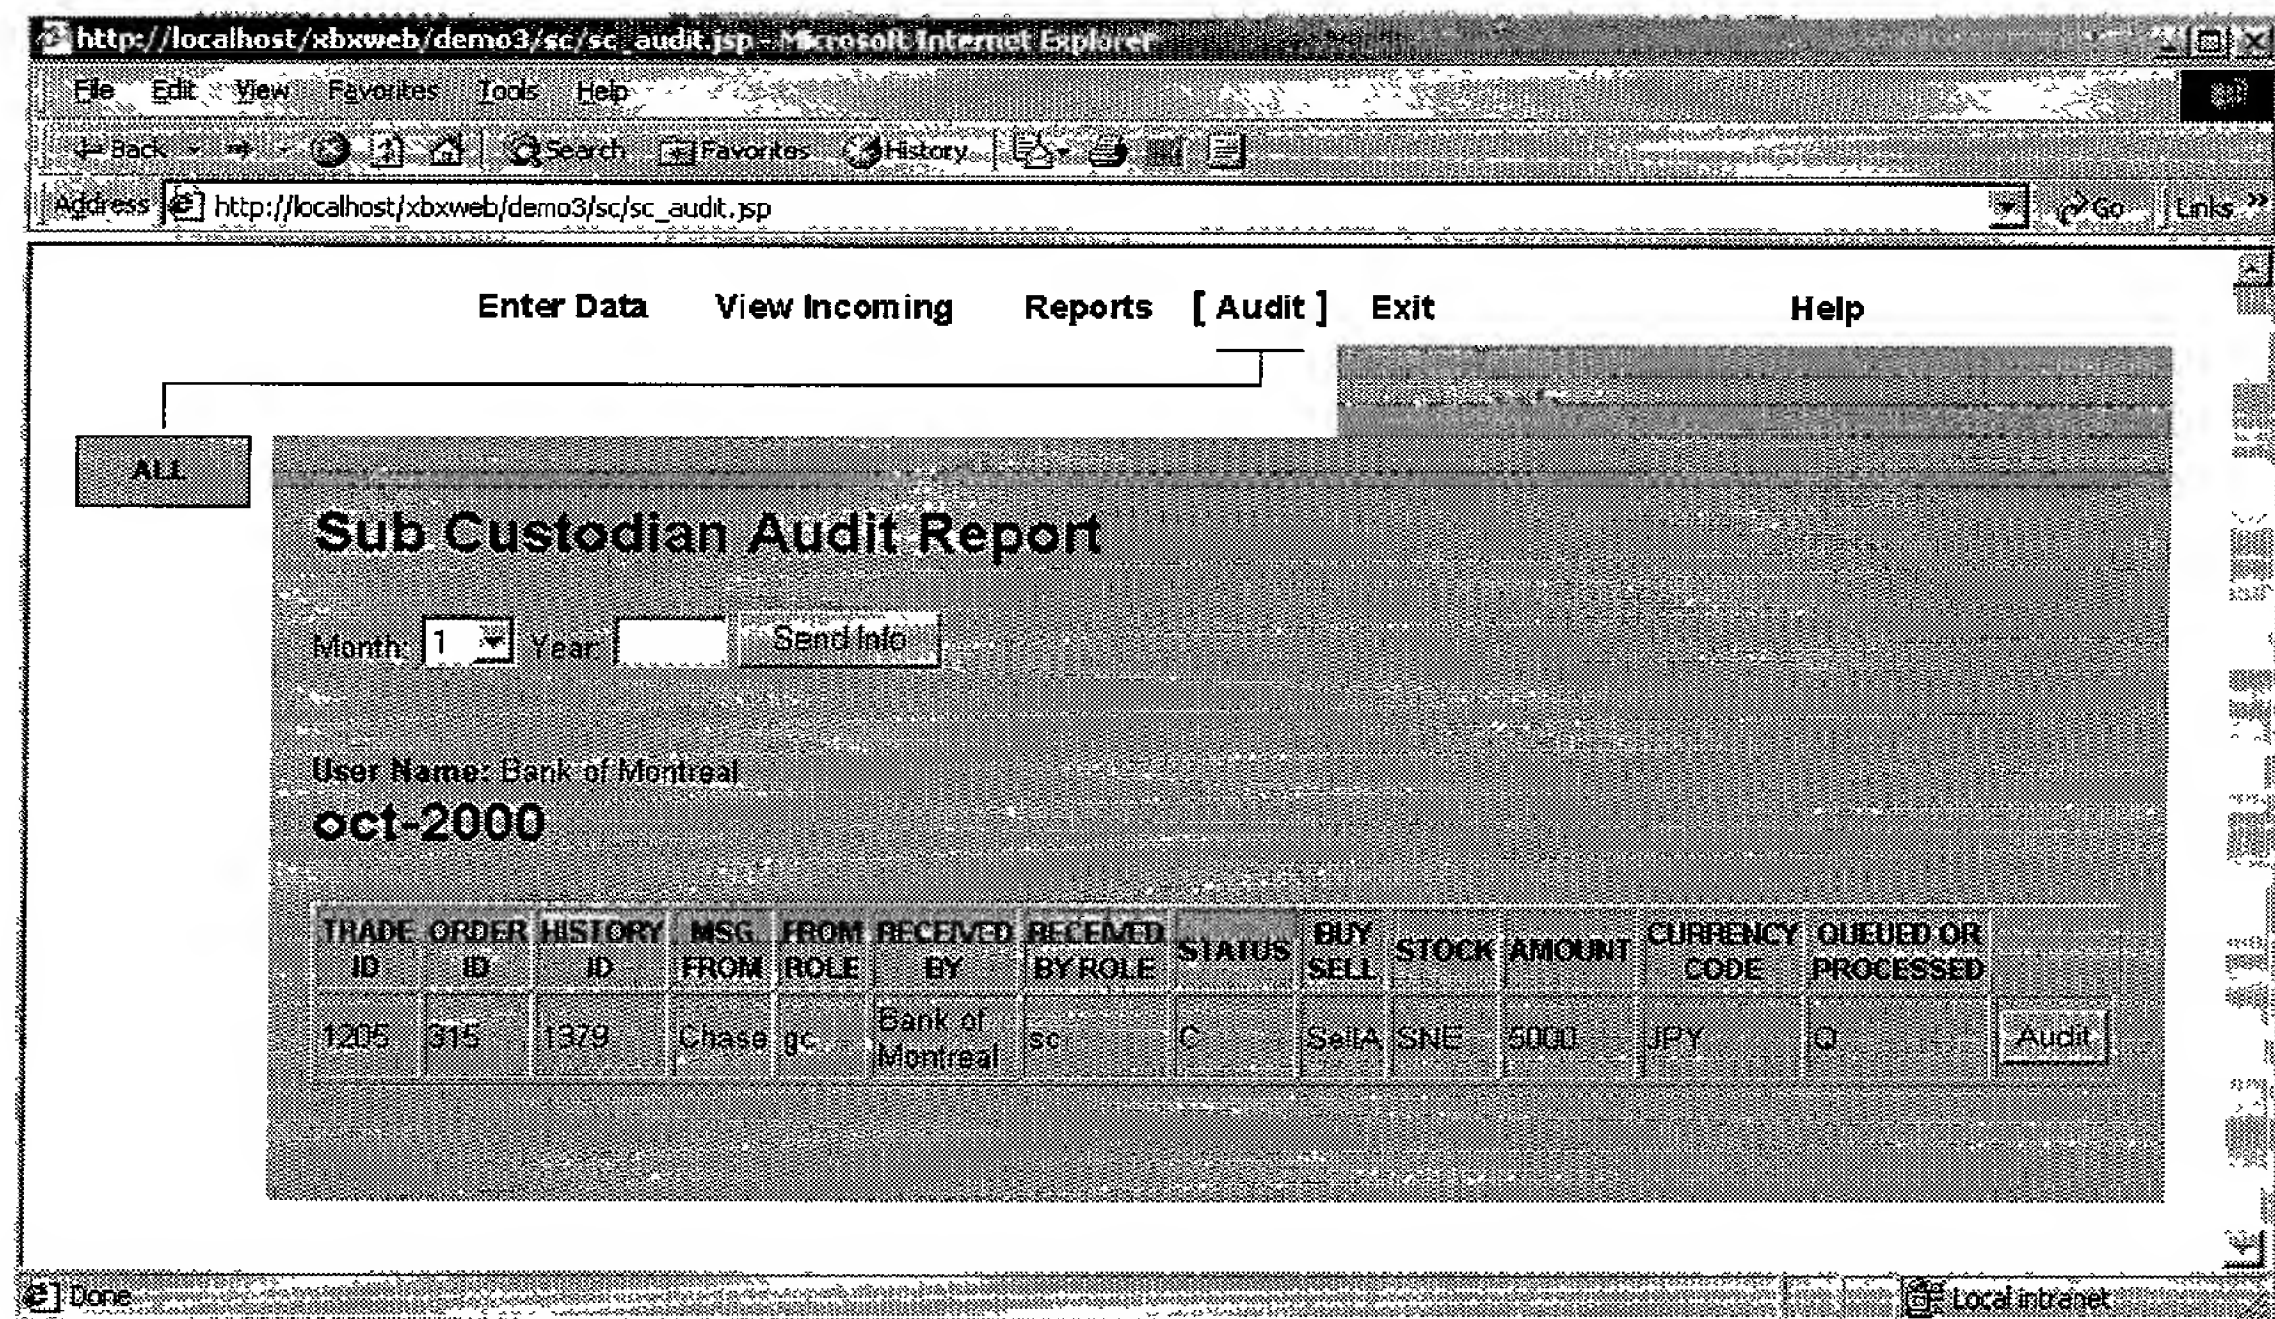 http://localhost/xbxweb/demo3/sc/sc_audit.jsp - Microsoft Internet Explorer
File Edit View Favorites Tools Help
Back Search Favorites History
Address http://localhost/xbxweb/demo3/sc/sc_audit.jsp Go Links »
Enter Data View Incoming Reports [ Audit ] Exit Help
ALL
Sub Custodian Audit Report
Month: 1 Year: Send Info
User Name: Bank of Montreal
oct-2000
TRADE ID ORDER ID HISTORY ID MSG FROM FROM ROLE RECEIVED BY RECEIVED BY ROLE STATUS BUY SELL STOCK AMOUNT CURRENCY CODE QUEUED OR PROCESSED
1205 315 1379 Chase gc Bank of Montreal sc C SellA SNE 5000 JPY Q Audit
Done Local intranet